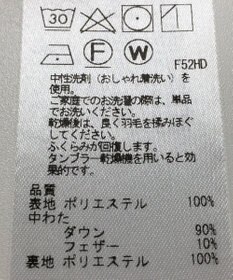 30
F W
F52HD
中性洗剤(おしゃれ着洗い)を
使用。
ご家庭でのお洗濯の際は、単品
でお洗いください。
乾燥後は、良く羽毛を揉みほぐ
してください。
ふくらみが回復します。
タンブラー乾燥機を用いると効
果的です。
品質
表地 ポリエステル 100%
中わた
ダウン 90%
フェザー 10%
裏地 ポリエステル 100%